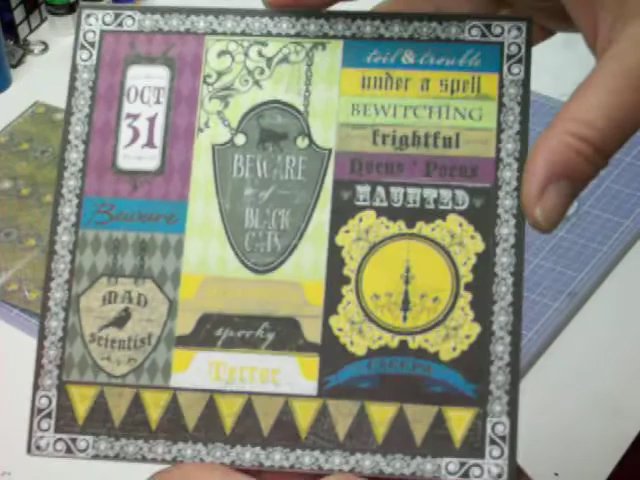 OCT
31
Beware
MAD
scientist
BEWARE
of
BLACK
CATS
spooky
Terror
toil & trouble
under a spell
BEWITCHING
frightful
Hocus Pocus
HAUNTED